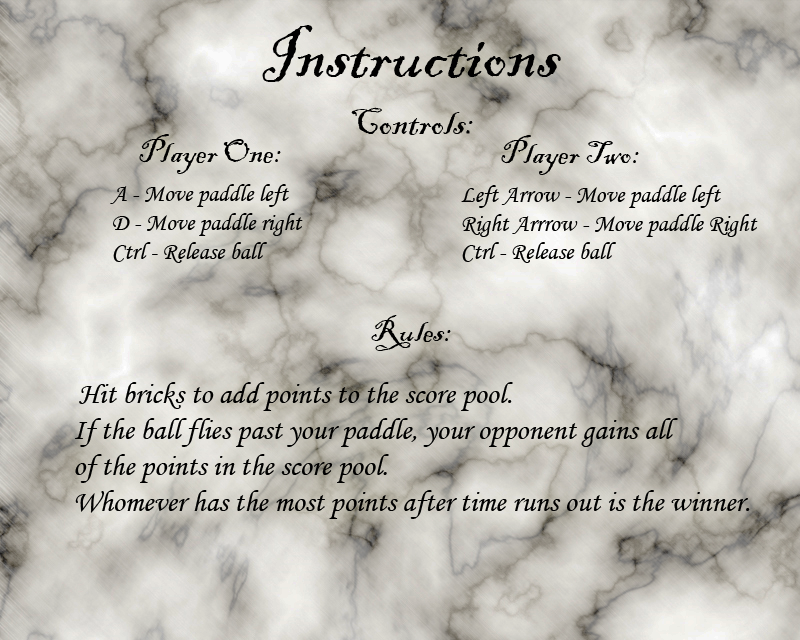 Instructions
Controls:
Player One:
A - Move paddle left
D - Move paddle right
Ctrl - Release ball
Player Two:
Left Arrow - Move paddle left
Right Arrrow - Move paddle Right
Ctrl - Release ball
Rules:
Hit bricks to add points to the score pool.
If the ball flies past your paddle, your opponent gains all
of the points in the score pool.
Whomever has the most points after time runs out is the winner.